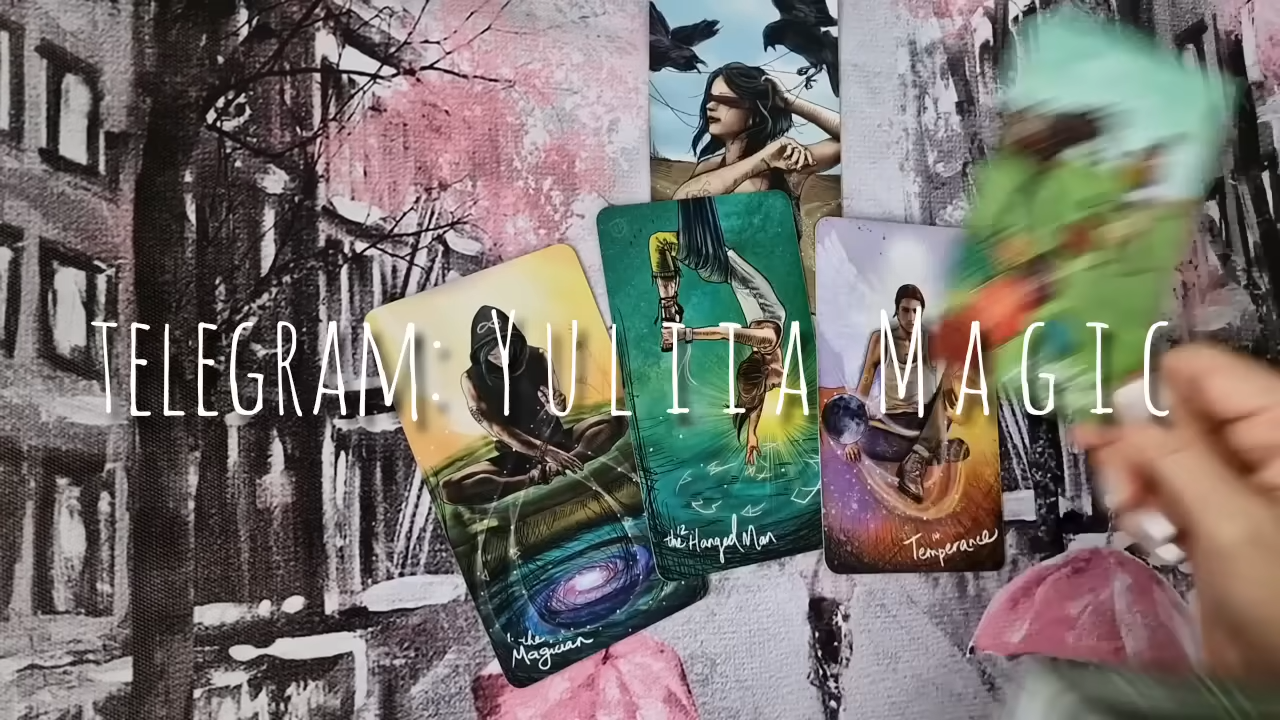 TELEGRAM: YULIIA MAGIC
1. the
Magician
12
the Hanged Man
14
Temperance